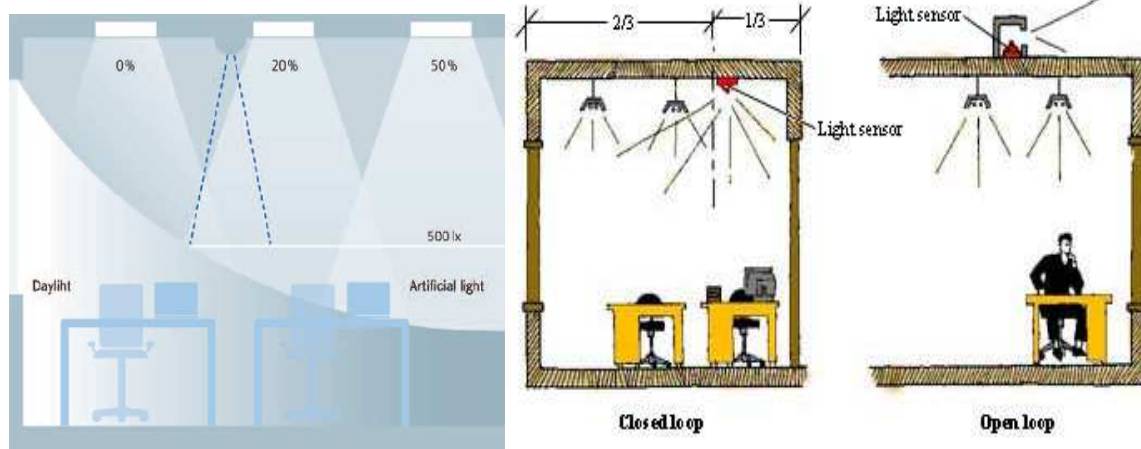 0%
20%
50%
500 lx
Dayliht
Artificial light
2/3
1/3
Light sensor
Closed loop
Light sensor
Open loop